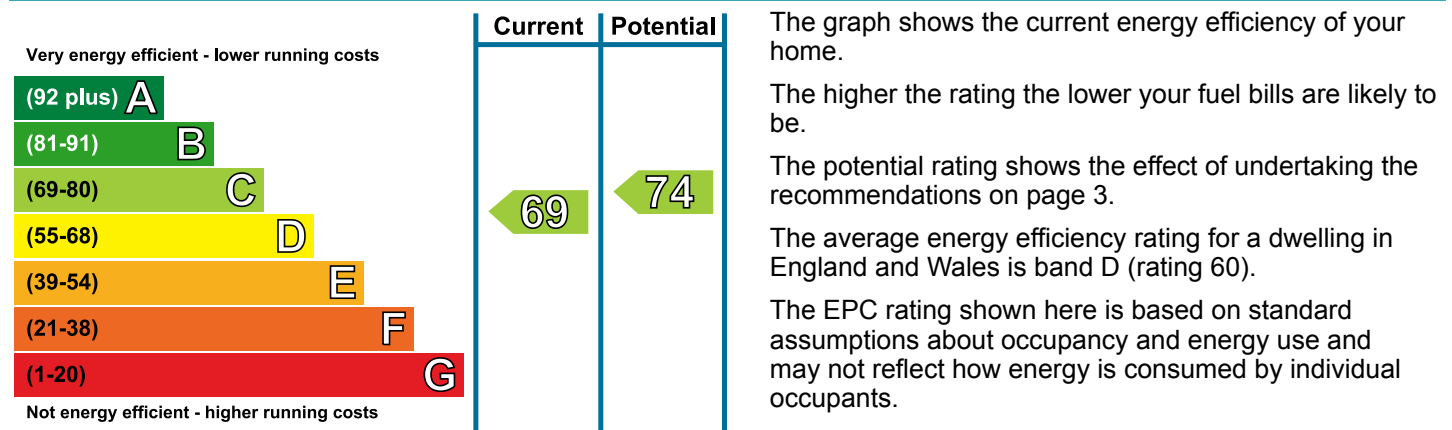 Current Potential
Very energy efficient - lower running costs
(92 plus) A
(81-91) B
(69-80) C
(55-68) D
(39-54) E
(21-38) F
(1-20) G
Not energy efficient - higher running costs
69
74
The graph shows the current energy efficiency of your
home.
The higher the rating the lower your fuel bills are likely to
be.
The potential rating shows the effect of undertaking the
recommendations on page 3.
The average energy efficiency rating for a dwelling in
England and Wales is band D (rating 60).
The EPC rating shown here is based on standard
assumptions about occupancy and energy use and
may not reflect how energy is consumed by individual
occupants.